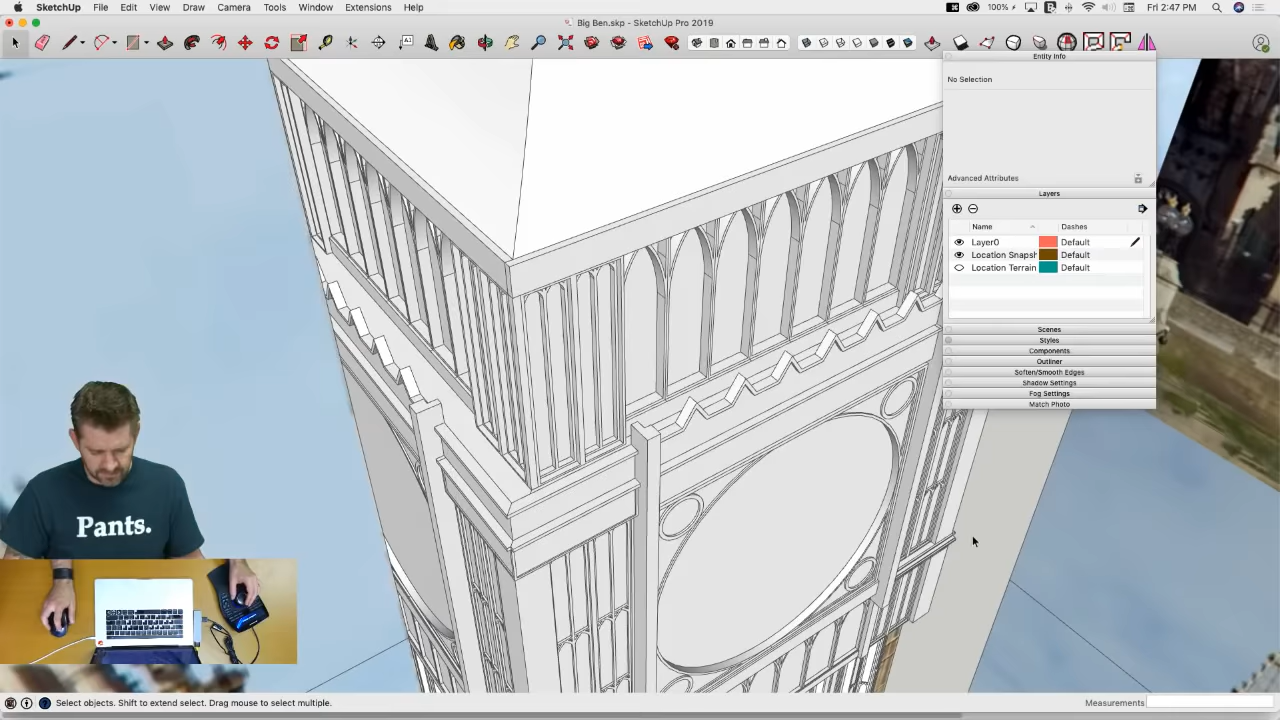 SketchUp File Edit View Draw Camera Tools Window Extensions Help 100% Fri 2:47 PM
Big Ben.skp - SketchUp Pro 2019
Entity Info
No Selection
Advanced Attributes
Layers
Name Dashes
Layer0 Default
Location Snapsh Default
Location Terrain Default
Scenes
Styles
Components
Outliner
Soften/Smooth Edges
Shadow Settings
Fog Settings
Match Photo
Pants.
Select objects. Shift to extend select. Drag mouse to select multiple. Measurements